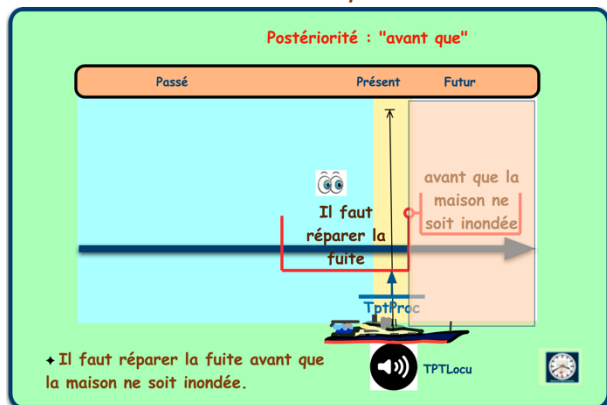 Postériorité : "avant que"
Passé Présent Futur
avant que la
maison ne
soit inondée
Il faut
réparer la
fuite
TptProc
TPTLocu
✦ Il faut réparer la fuite avant que
la maison ne soit inondée.